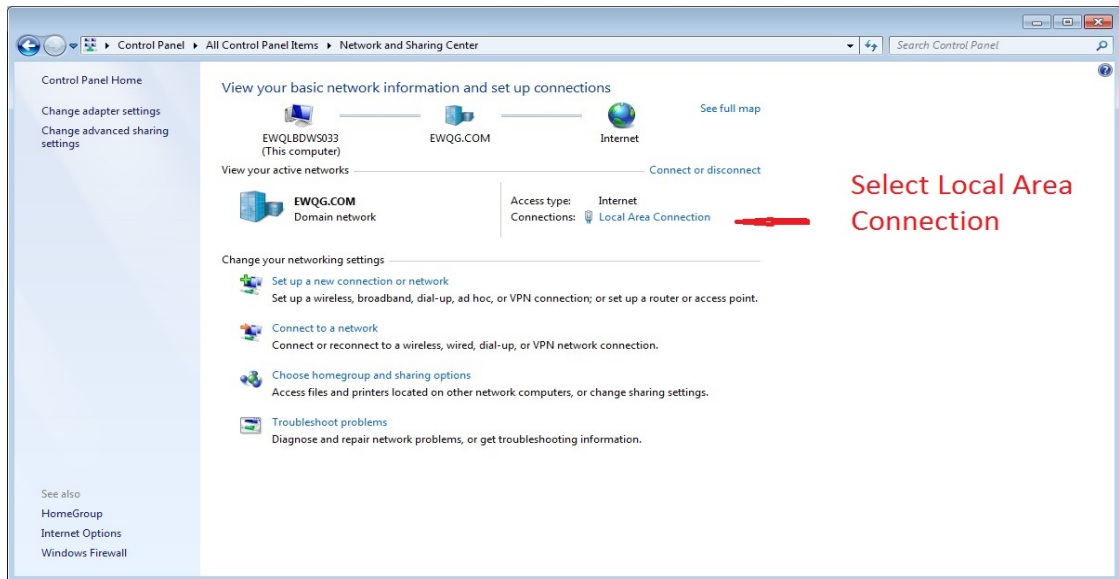 Control Panel ▸ All Control Panel Items ▸ Network and Sharing Center
Search Control Panel
Control Panel Home
Change adapter settings
Change advanced sharing
settings
View your basic network information and set up connections
See full map
EWQLBDWS033
(This computer)
EWQG.COM
Internet
View your active networks
Connect or disconnect
EWQG.COM
Domain network
Access type: Internet
Connections: Local Area Connection
Select Local Area
Connection
Change your networking settings
Set up a new connection or network
Set up a wireless, broadband, dial-up, ad hoc, or VPN connection; or set up a router or access point.
Connect to a network
Connect or reconnect to a wireless, wired, dial-up, or VPN network connection.
Choose homegroup and sharing options
Access files and printers located on other network computers, or change sharing settings.
Troubleshoot problems
Diagnose and repair network problems, or get troubleshooting information.
See also
HomeGroup
Internet Options
Windows Firewall